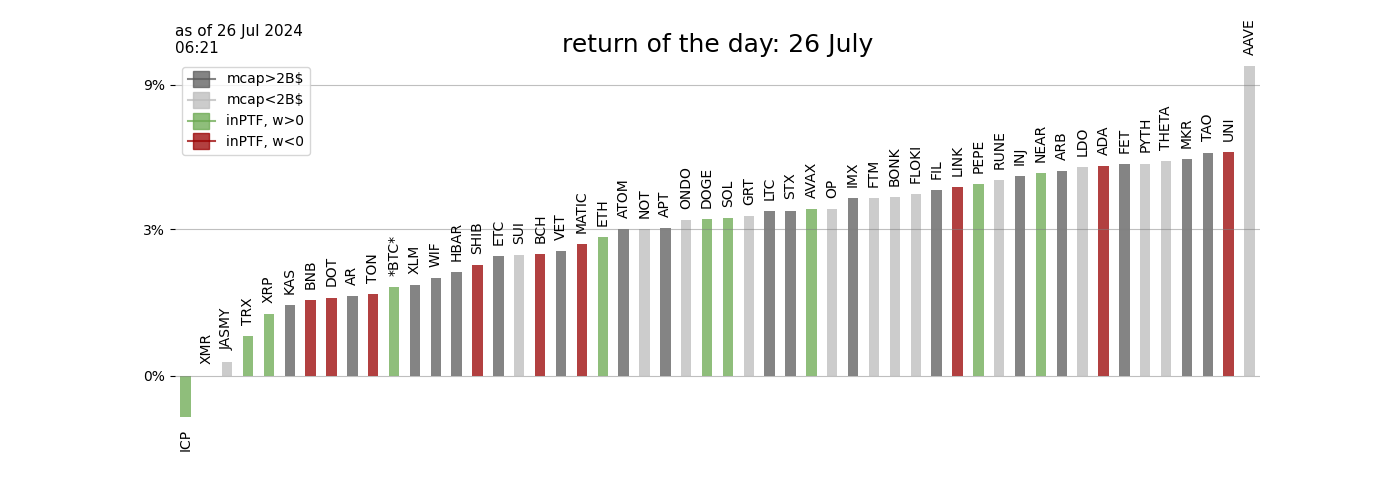 as of 26 Jul 2024
06:21
return of the day: 26 July
mcap>2B$
mcap<2B$
inPTF, w>0
inPTF, w<0
9%
3%
0%
ICP
XMR
JASMY
TRX
XRP
KAS
BNB
DOT
AR
TON
*BTC*
XLM
WIF
HBAR
SHIB
ETC
SUI
BCH
VET
MATIC
ETH
ATOM
NOT
APT
ONDO
DOGE
SOL
GRT
LTC
STX
AVAX
OP
IMX
FTM
BONK
FLOKI
FIL
LINK
PEPE
RUNE
INJ
NEAR
ARB
LDO
ADA
FET
PYTH
THETA
MKR
TAO
UNI
AAVE